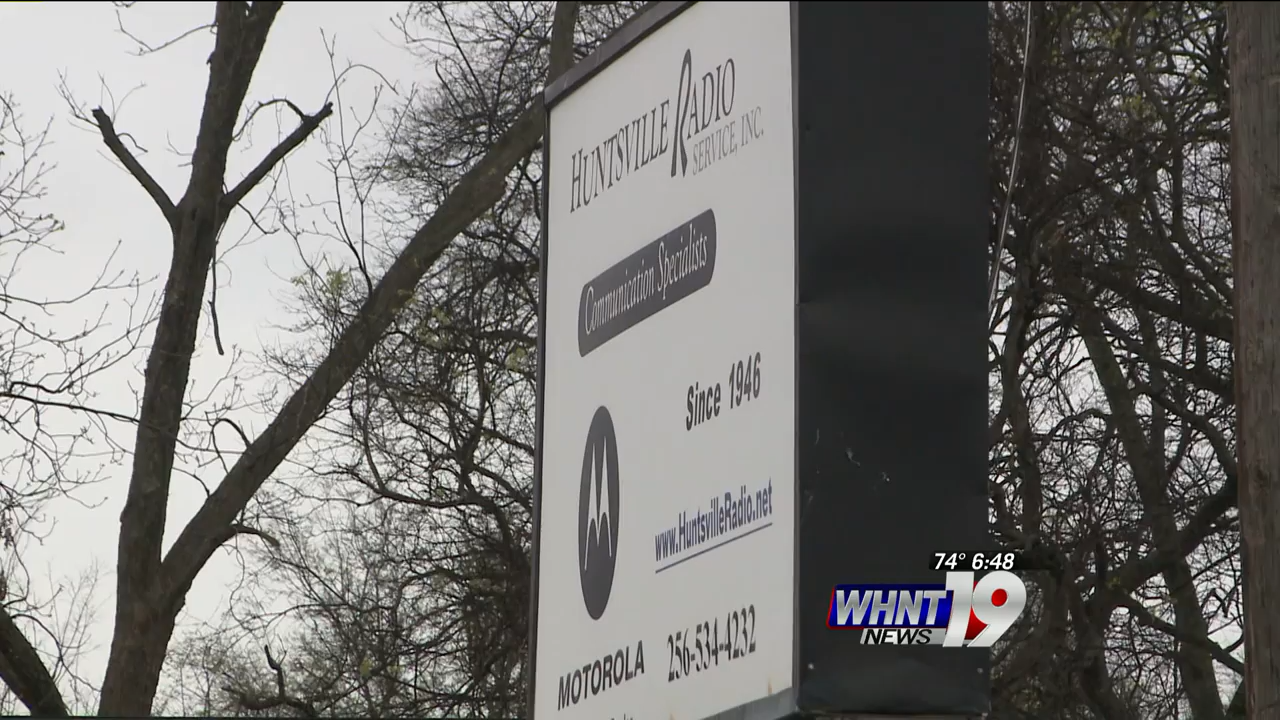 HUNTSVILLE RADIO
SERVICE, INC.
Communication Specialists
Since 1946
www.HuntsvilleRadio.net
MOTOROLA 256-534-4232
74° 6:48
WHNT 19
NEWS